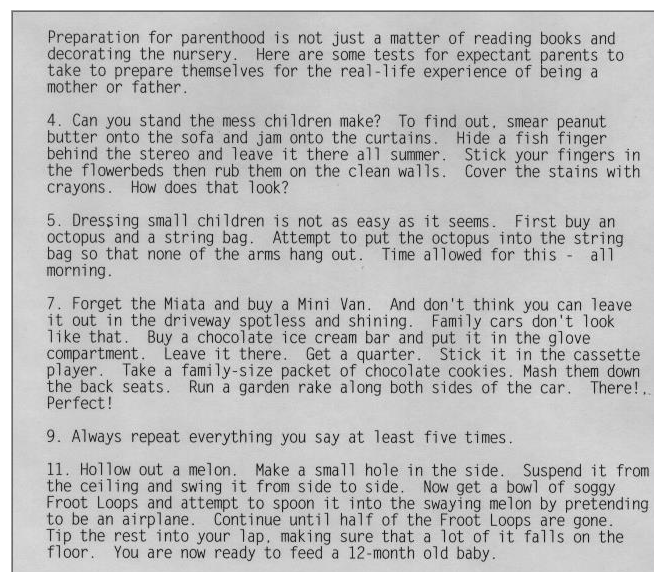 Preparation for parenthood is not just a matter of reading books and
decorating the nursery.  Here are some tests for expectant parents to
take to prepare themselves for the real-life experience of being a
mother or father.

4. Can you stand the mess children make?  To find out, smear peanut
butter onto the sofa and jam onto the curtains.  Hide a fish finger
behind the stereo and leave it there all summer.  Stick your fingers in
the flowerbeds then rub them on the clean walls.  Cover the stains with
crayons.  How does that look?

5. Dressing small children is not as easy as it seems.  First buy an
octopus and a string bag.  Attempt to put the octopus into the string
bag so that none of the arms hang out.  Time allowed for this -  all
morning.

7. Forget the Miata and buy a Mini Van.  And don't think you can leave
it out in the driveway spotless and shining.  Family cars don't look
like that.  Buy a chocolate ice cream bar and put it in the glove
compartment.  Leave it there.  Get a quarter.  Stick it in the cassette
player.  Take a family-size packet of chocolate cookies. Mash them down
the back seats.  Run a garden rake along both sides of the car.  There!.
Perfect!

9. Always repeat everything you say at least five times.

11. Hollow out a melon.  Make a small hole in the side.  Suspend it from
the ceiling and swing it from side to side.  Now get a bowl of soggy
Froot Loops and attempt to spoon it into the swaying melon by pretending
to be an airplane.  Continue until half of the Froot Loops are gone.
Tip the rest into your lap, making sure that a lot of it falls on the
floor.  You are now ready to feed a 12-month old baby.